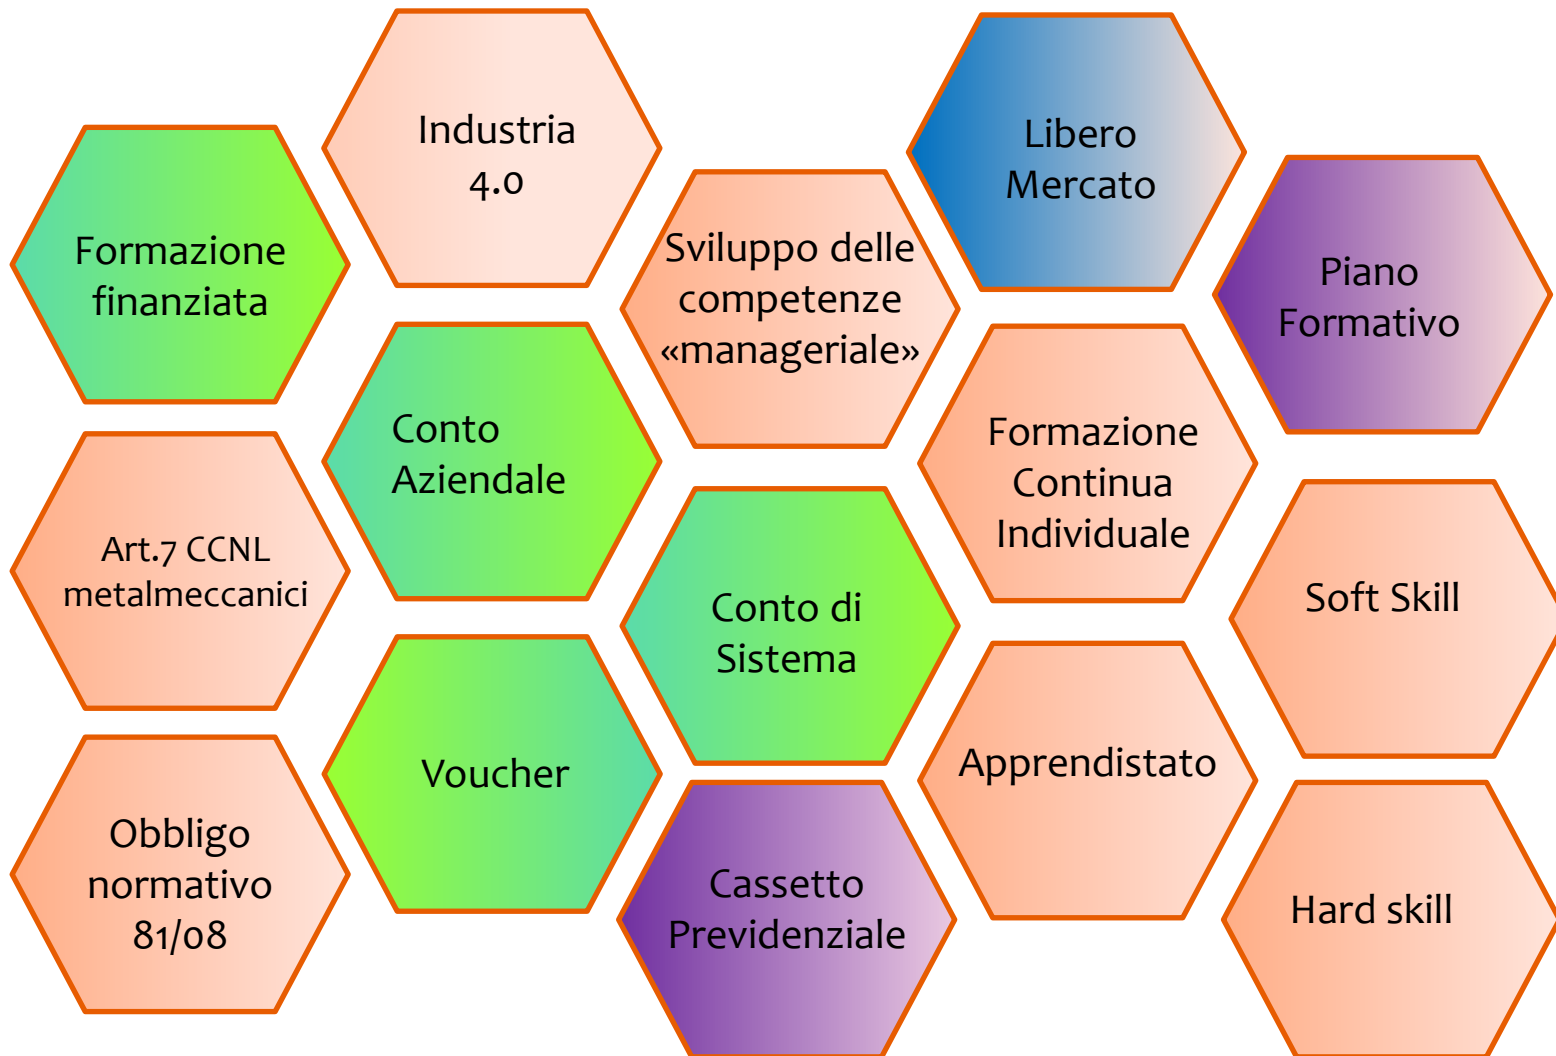 Industria
4.0
Libero
Mercato
Formazione
finanziata
Sviluppo delle
competenze
«manageriale»
Piano
Formativo
Conto
Aziendale
Formazione
Continua
Individuale
Art.7 CCNL
metalmeccanici
Conto di
Sistema
Soft Skill
Voucher
Apprendistato
Obbligo
normativo
81/08
Cassetto
Previdenziale
Hard skill